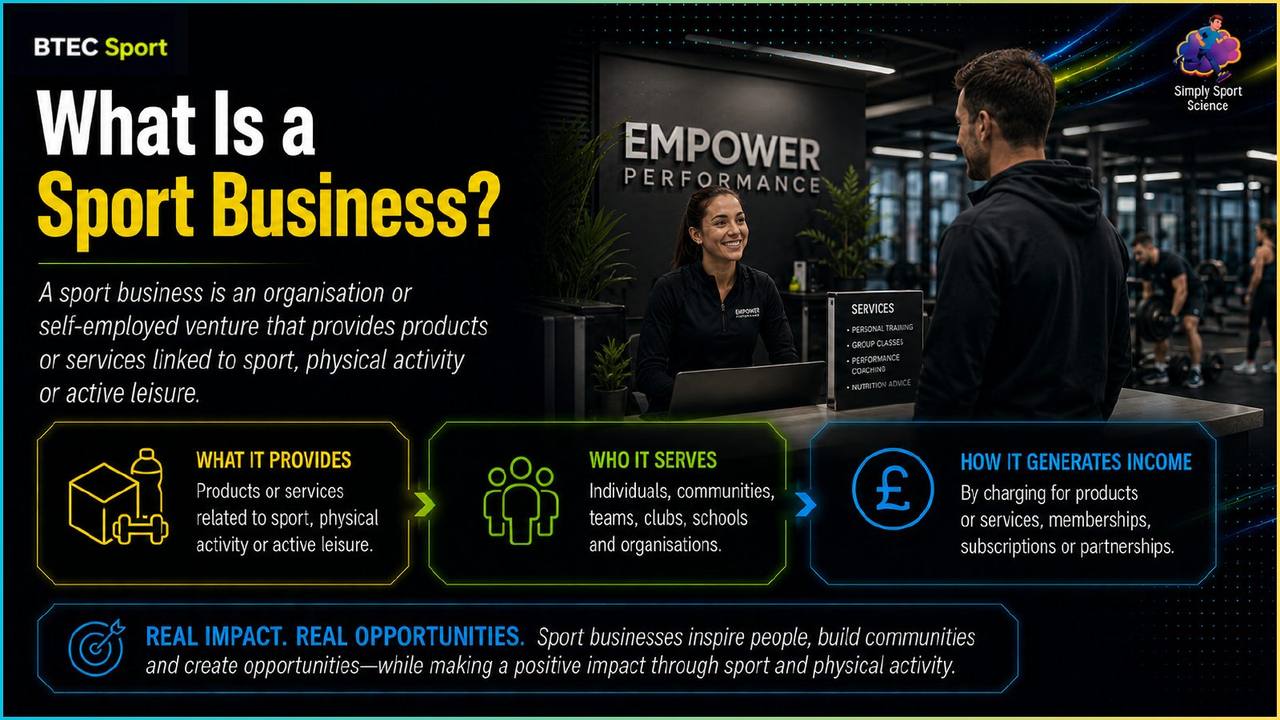 BTEC Sport
Simply Sport
Science
What Is a
Sport Business?
EMPOWER
PERFORMANCE
A sport business is an organisation or
self-employed venture that provides products
or services linked to sport, physical activity
or active leisure.
EMPOWER
PERFORMANCE
SERVICES
• PERSONAL TRAINING
• GROUP CLASSES
• PERFORMANCE
COACHING
• NUTRITION ADVICE
WHAT IT PROVIDES
Products or services
related to sport, physical
activity or active leisure.
WHO IT SERVES
Individuals, communities,
teams, clubs, schools
and organisations.
£
HOW IT GENERATES INCOME
By charging for products
or services, memberships,
subscriptions or partnerships.
REAL IMPACT. REAL OPPORTUNITIES. Sport businesses inspire people, build communities
and create opportunities—while making a positive impact through sport and physical activity.